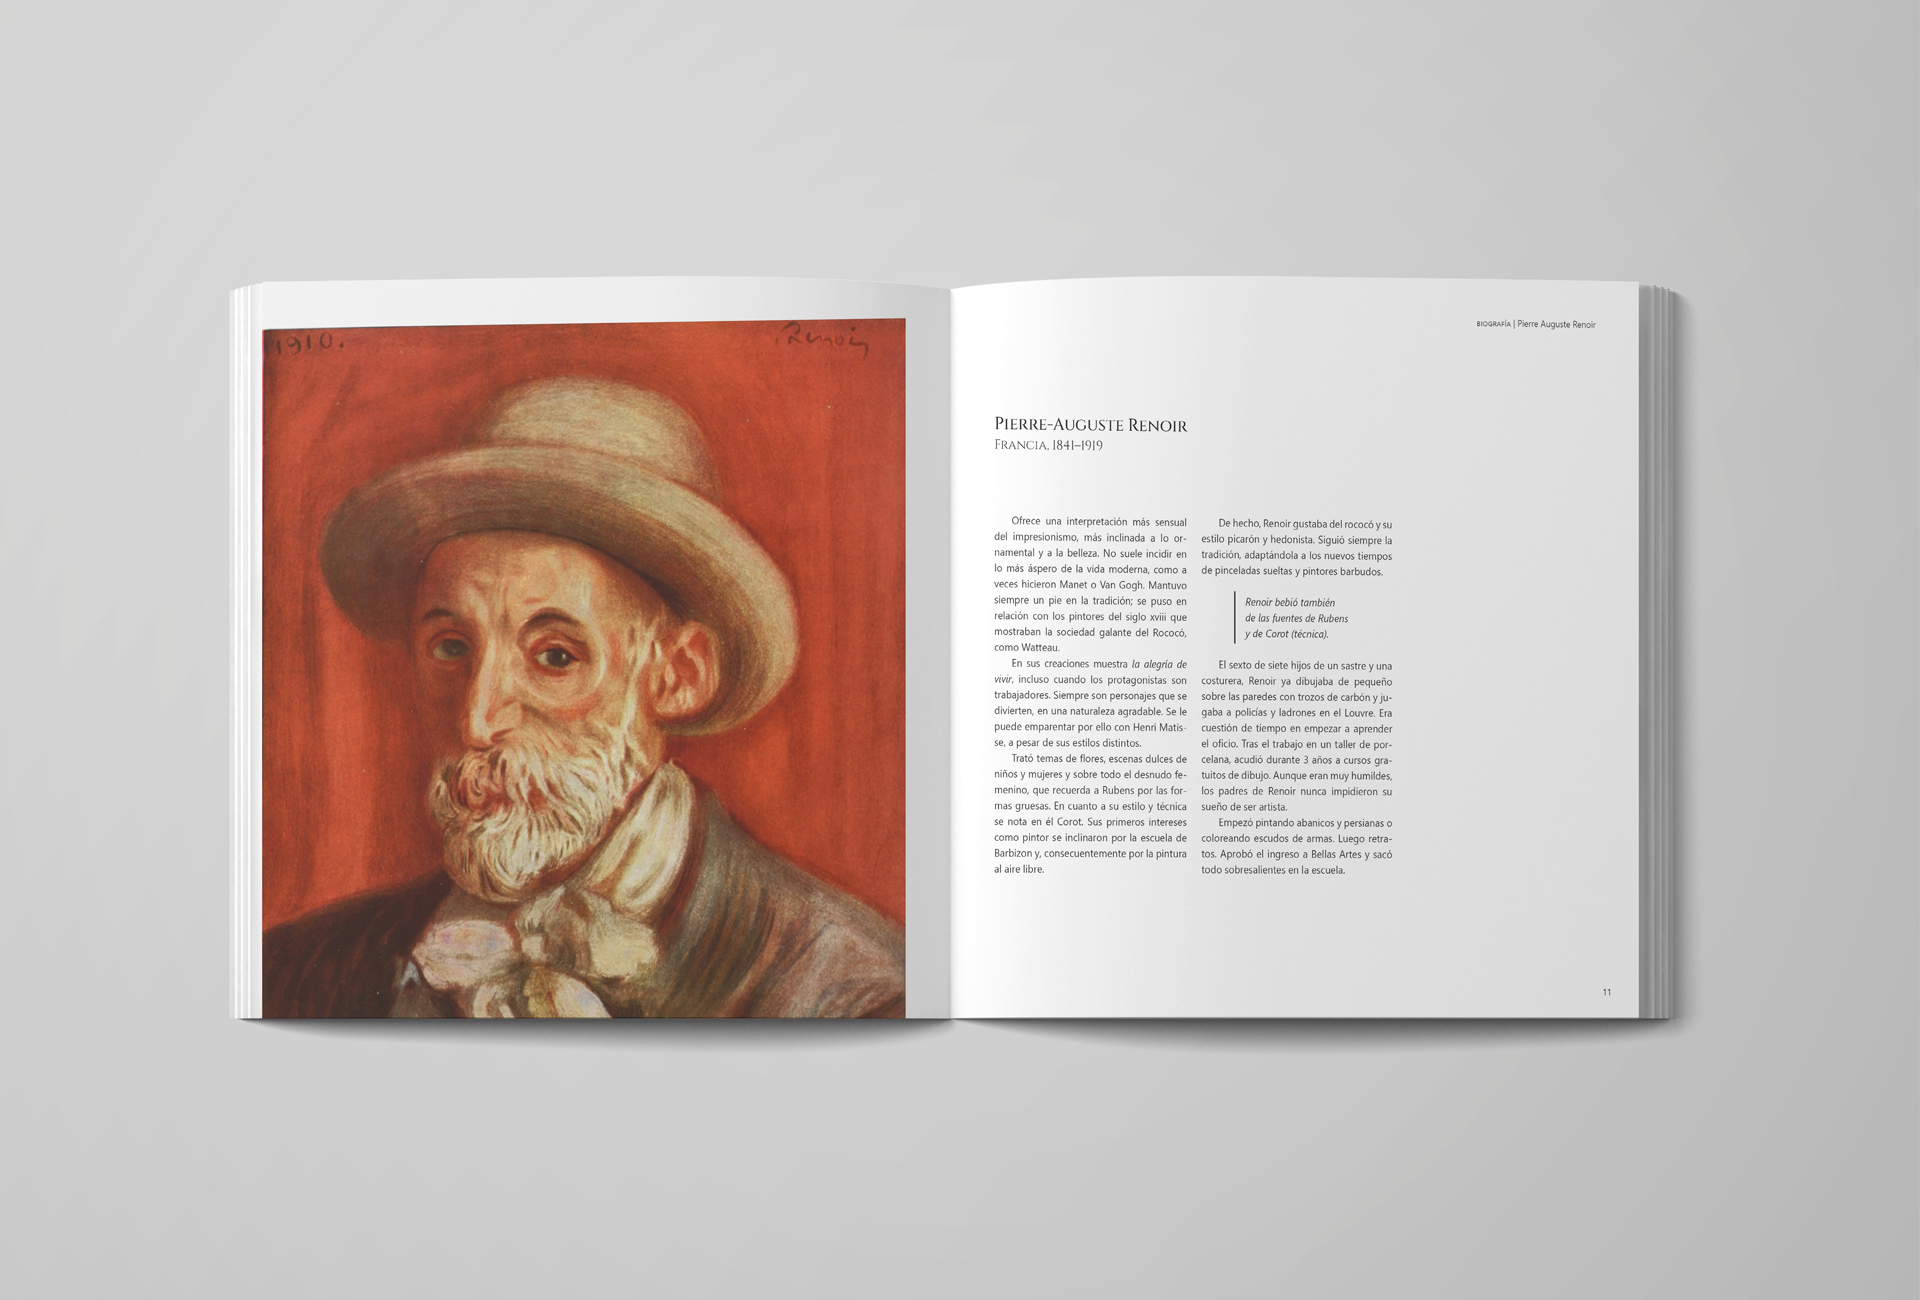 1910.
Renoir
BIOGRAFÍA | Pierre Auguste Renoir
PIERRE-AUGUSTE RENOIR
FRANCIA, 1841–1919
Ofrece una interpretación más sensual
del impresionismo, más inclinada a lo or-
namental y a la belleza. No suele incidir en
lo más áspero de la vida moderna, como a
veces hicieron Manet o Van Gogh. Mantuvo
siempre un pie en la tradición; se puso en
relación con los pintores del siglo xviii que
mostraban la sociedad galante del Rococó,
como Watteau.
En sus creaciones muestra la alegría de
vivir, incluso cuando los protagonistas son
trabajadores. Siempre son personajes que se
divierten, en una naturaleza agradable. Se le
puede emparentar por ello con Henri Matis-
se, a pesar de sus estilos distintos.
Trató temas de flores, escenas dulces de
niños y mujeres y sobre todo el desnudo fe-
menino, que recuerda a Rubens por las for-
mas gruesas. En cuanto a su estilo y técnica
se nota en él Corot. Sus primeros intereses
como pintor se inclinaron por la escuela de
Barbizon y, consecuentemente por la pintura
al aire libre.
De hecho, Renoir gustaba del rococó y su
estilo picarón y hedonista. Siguió siempre la
tradición, adaptándola a los nuevos tiempos
de pinceladas sueltas y pintores barbudos.
Renoir bebió también
de las fuentes de Rubens
y de Corot (técnica).
El sexto de siete hijos de un sastre y una
costurera, Renoir ya dibujaba de pequeño
sobre las paredes con trozos de carbón y ju-
gaba a policías y ladrones en el Louvre. Era
cuestión de tiempo en empezar a aprender
el oficio. Tras el trabajo en un taller de por-
celana, acudió durante 3 años a cursos gra-
tuitos de dibujo. Aunque eran muy humildes,
los padres de Renoir nunca impidieron su
sueño de ser artista.
Empezó pintando abanicos y persianas o
coloreando escudos de armas. Luego retra-
tos. Aprobó el ingreso a Bellas Artes y sacó
todo sobresalientes en la escuela.
11